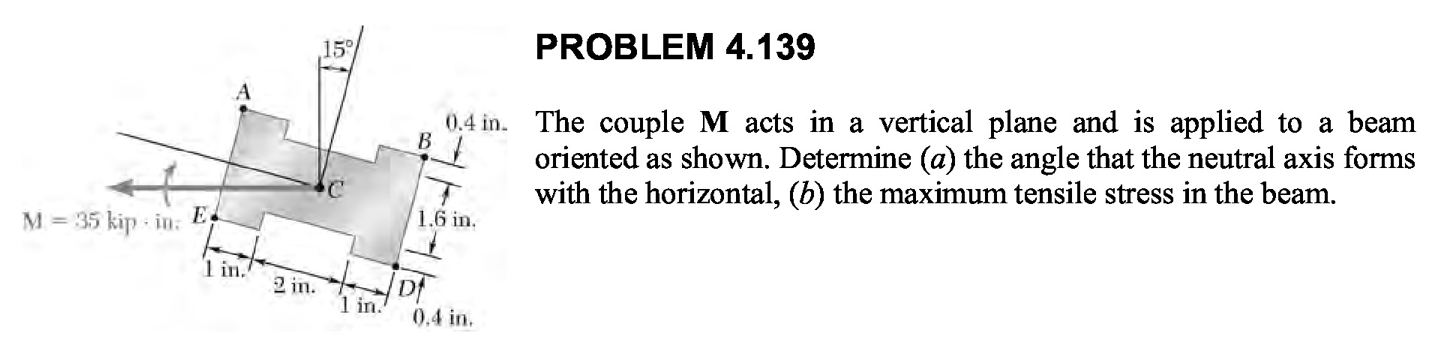 PROBLEM 4.139
The couple M acts in a vertical plane and is applied to a beam
oriented as shown. Determine (a) the angle that the neutral axis forms
with the horizontal, (b) the maximum tensile stress in the beam.
15°
A
0.4 in.
B
C
M = 35 kip · in.
E
1.6 in.
1 in.
2 in.
1 in.
D
0.4 in.